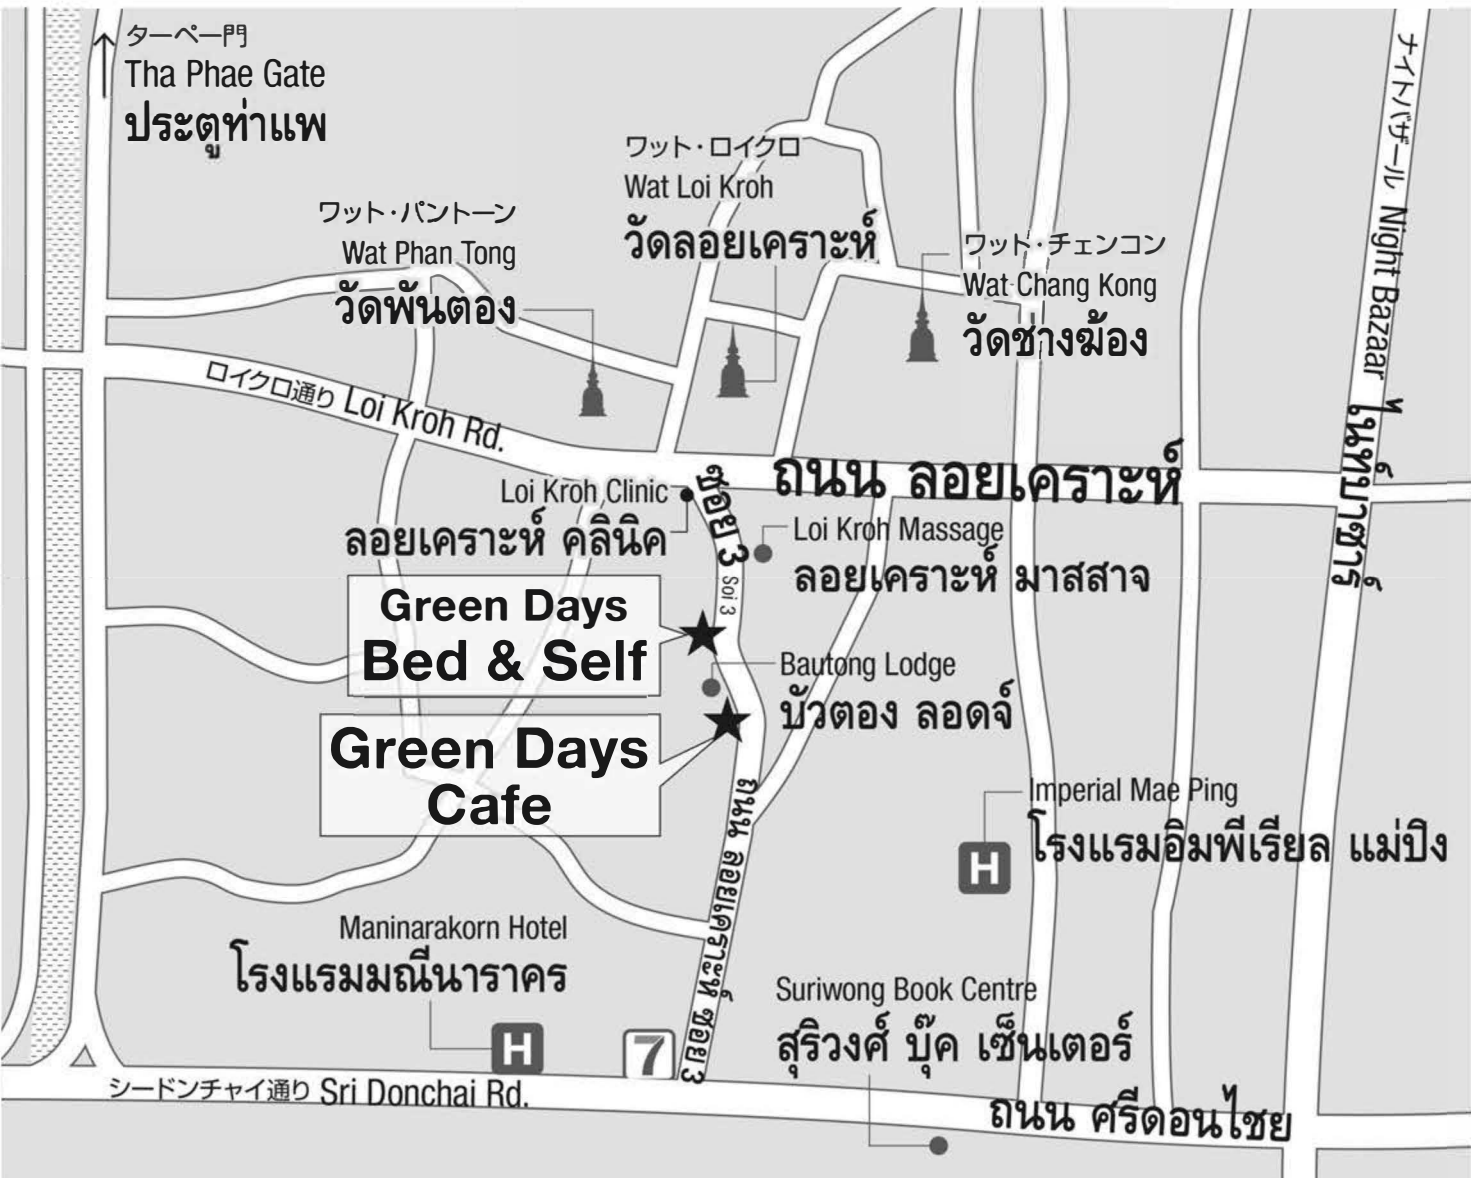 ターペー門
Tha Phae Gate
ประตูท่าแพ
ワット・ロイクロ
Wat Loi Kroh
วัดลอยเคราะห์
ワット・パントーン
Wat Phan Tong
วัดพันตอง
ワット・チェンコン
Wat Chang Kong
วัดช่างฆ้อง
ナイトバザール Night Bazaar ไนท์บาซาร์
ロイクロ通り Loi Kroh Rd.
ถนน ลอยเคราะห์
Loi Kroh Clinic
ลอยเคราะห์ คลินิค
ซอย 3
Soi 3
Loi Kroh Massage
ลอยเคราะห์ มาสสาจ
Green Days
Bed & Self
Bautong Lodge
บัวตอง ลอดจ์
Green Days
Cafe
ถนน ลอยเคราะห์ ซอย 3
Imperial Mae Ping
โรงแรมอิมพีเรียล แม่ปิง
H
Maninarakorn Hotel
โรงแรมมณีนาราคร
H
7
Suriwong Book Centre
สุริวงศ์ บุ๊ค เซ็นเตอร์
シードンチャイ通り Sri Donchai Rd.
ถนน ศรีดอนไชย